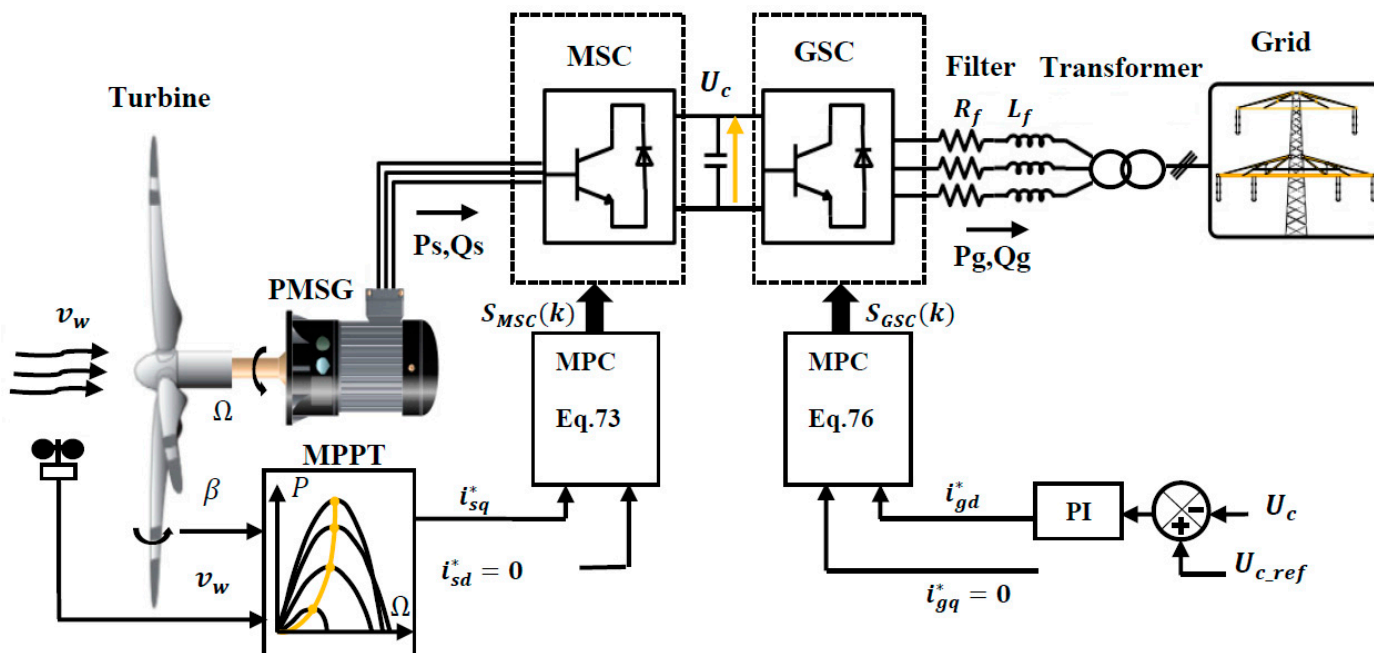 Turbine
MSC
GSC
Filter
Transformer
Grid
U_c
R_f
L_f
Ps,Qs
Pg,Qg
PMSG
v_w
Ω
S_MSC(k)
S_GSC(k)
MPC
Eq.73
MPC
Eq.76
MPPT
β
P
i*_sq
i*_gd
PI
U_c
v_w
Ω
i*_sd = 0
i*_gq = 0
U_c_ref